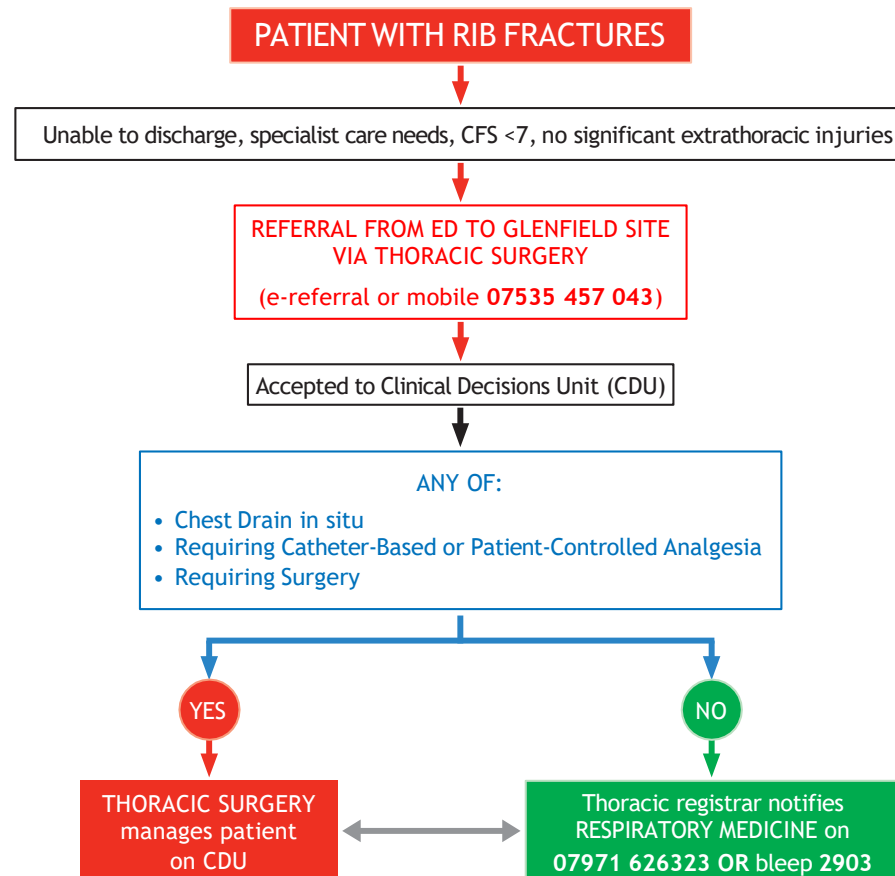 PATIENT WITH RIB FRACTURES
Unable to discharge, specialist care needs, CFS <7, no significant extrathoracic injuries
REFERRAL FROM ED TO GLENFIELD SITE
VIA THORACIC SURGERY
(e-referral or mobile 07535 457 043)
Accepted to Clinical Decisions Unit (CDU)
ANY OF:
• Chest Drain in situ
• Requiring Catheter-Based or Patient-Controlled Analgesia
• Requiring Surgery
YES
NO
THORACIC SURGERY
manages patient
on CDU
Thoracic registrar notifies
RESPIRATORY MEDICINE on
07971 626323 OR bleep 2903